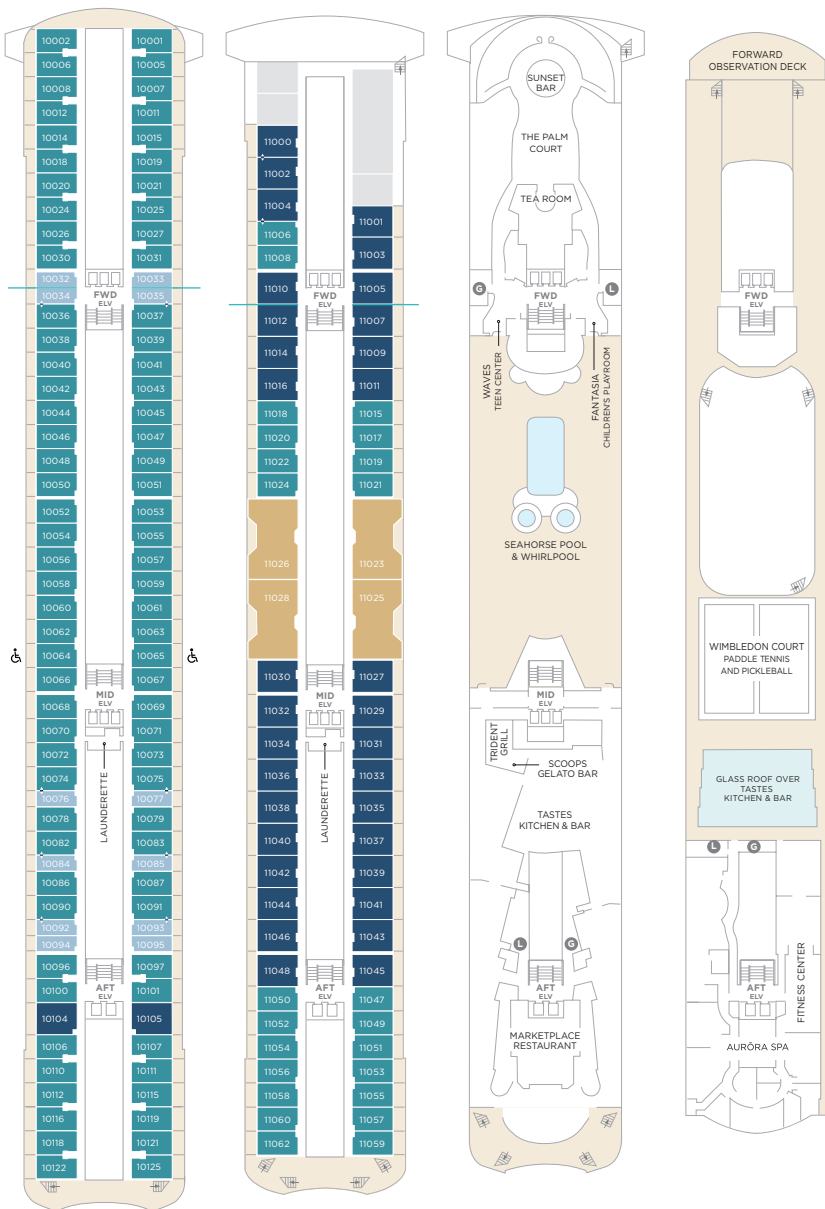 10002
10006
10008
10012
10014
10018
10020
10024
10026
10030
10032
10034
10036
10038
10040
10042
10044
10046
10048
10050
10052
10054
10056
10058
10060
10062
10064
10066
10068
10070
10072
10074
10076
10078
10082
10084
10086
10090
10092
10094
10096
10100
10104
10106
10110
10112
10116
10118
10122
FWD
ELV
MID
ELV
LAUNDERETTE
AFT
ELV
10001
10005
10007
10011
10015
10019
10021
10025
10027
10031
10033
10035
10037
10039
10041
10043
10045
10047
10049
10051
10053
10055
10057
10059
10061
10063
10065
10067
10069
10071
10073
10075
10077
10079
10083
10085
10087
10091
10093
10095
10097
10101
10105
10107
10111
10115
10119
10121
10125
11000
11002
11004
11006
11008
11010
11012
11014
11016
11018
11020
11022
11024
11026
11028
11030
11032
11034
11036
11038
11040
11042
11044
11046
11048
11050
11052
11054
11056
11058
11060
11062
FWD
ELV
MID
ELV
LAUNDERETTE
AFT
ELV
11001
11003
11005
11007
11009
11011
11015
11017
11019
11021
11023
11025
11027
11029
11031
11033
11035
11037
11039
11041
11043
11045
11047
11049
11051
11053
11055
11057
11059
SUNSET
BAR
THE PALM
COURT
TEA ROOM
FWD
ELV
G
L
WAVES
TEEN CENTER
FANTASIA
CHILDREN'S PLAYROOM
SEAHORSE POOL
& WHIRLPOOL
MID
ELV
TRIDENT
GRILL
SCOOPS
GELATO BAR
TASTES
KITCHEN & BAR
L
G
AFT
ELV
MARKETPLACE
RESTAURANT
FORWARD
OBSERVATION DECK
FWD
ELV
WIMBLEDON COURT
PADDLE TENNIS
AND PICKLEBALL
GLASS ROOF OVER
TASTES
KITCHEN & BAR
L
G
FITNESS CENTER
AFT
ELV
AURŌRA SPA